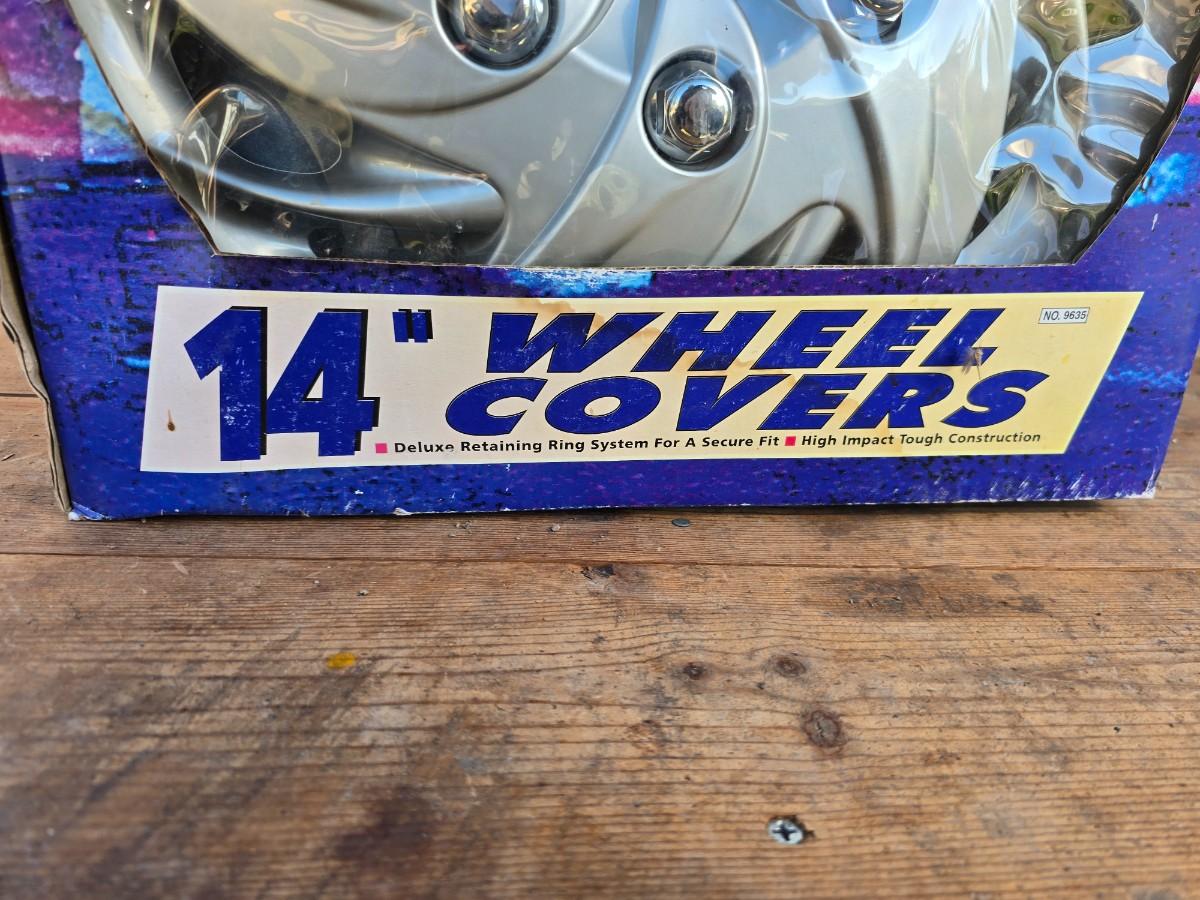 14" WHEEL
COVERS
NO. 9635
■ Deluxe Retaining Ring System For A Secure Fit ■ High Impact Tough Construction